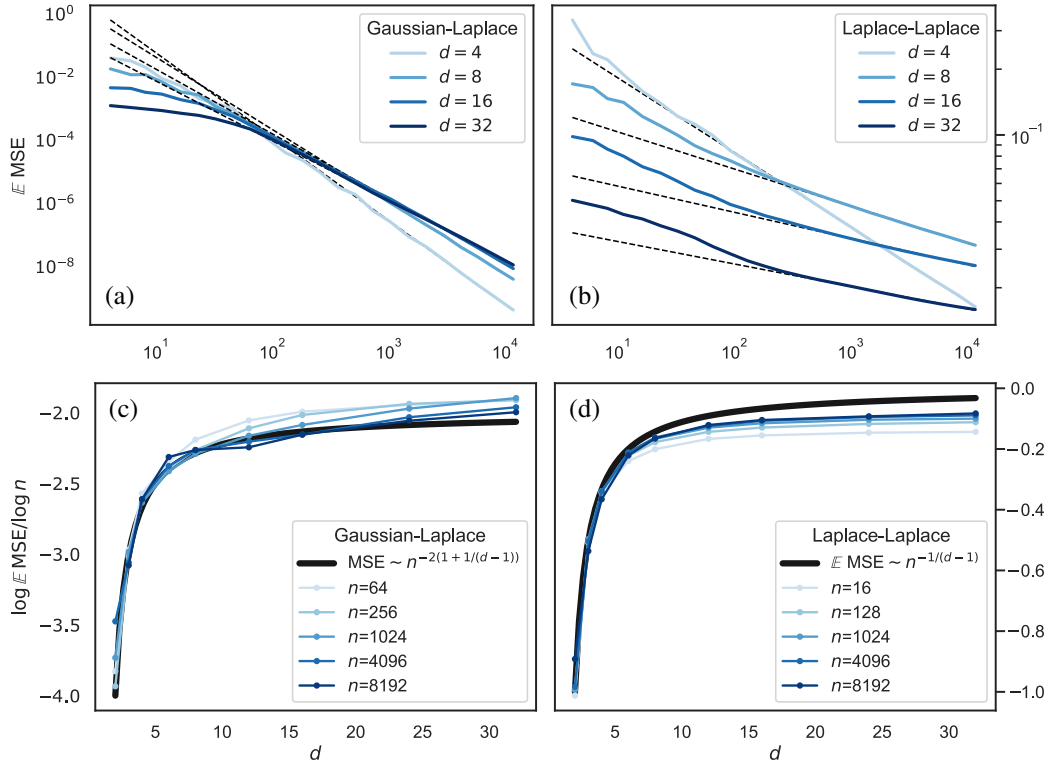 10^0
10^{-2}
10^{-4}
10^{-6}
10^{-8}
𝔼 MSE
Gaussian-Laplace
d = 4
d = 8
d = 16
d = 32
(a)
10^1
10^2
10^3
10^4
Laplace-Laplace
d = 4
d = 8
d = 16
d = 32
(b)
10^{-1}
10^1
10^2
10^3
10^4
−2.0
−2.5
−3.0
−3.5
−4.0
log 𝔼 MSE/log n
(c)
Gaussian-Laplace
MSE ~ n^{−2(1+1/(d−1))}
n=64
n=256
n=1024
n=4096
n=8192
5
10
15
20
25
30
d
(d)
Laplace-Laplace
𝔼 MSE ~ n^{−1/(d−1)}
n=16
n=128
n=1024
n=4096
n=8192
0.0
−0.2
−0.4
−0.6
−0.8
−1.0
5
10
15
20
25
30
d